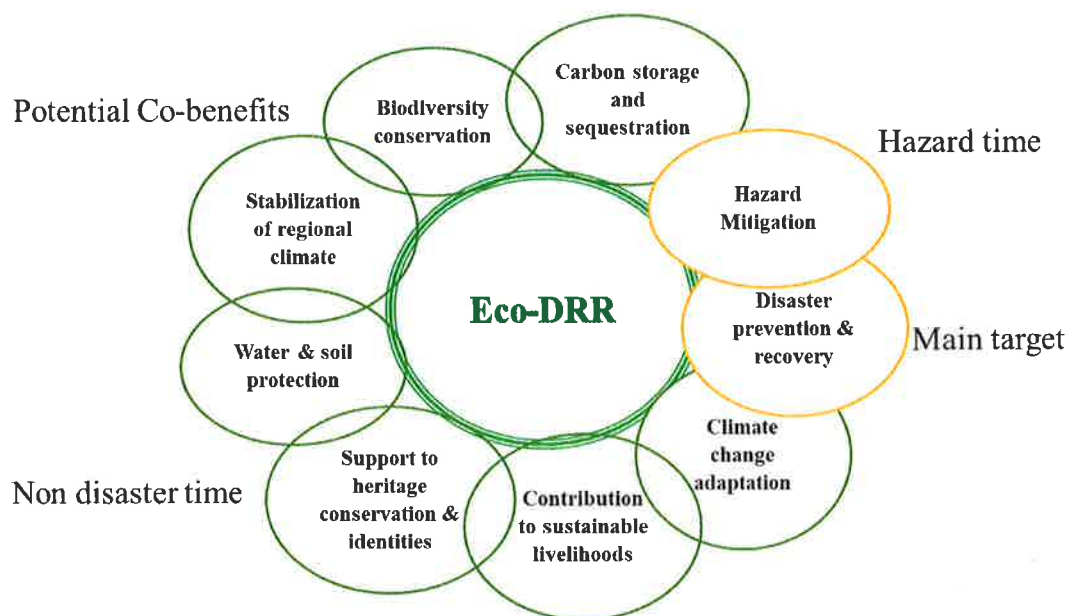 Potential Co-benefits
Biodiversity
conservation
Carbon storage
and
sequestration
Hazard time
Hazard
Mitigation
Stabilization
of regional
climate
Eco-DRR
Disaster
prevention &
recovery
Main target
Water & soil
protection
Climate
change
adaptation
Non disaster time
Support to
heritage
conservation &
identities
Contribution
to sustainable
livelihoods